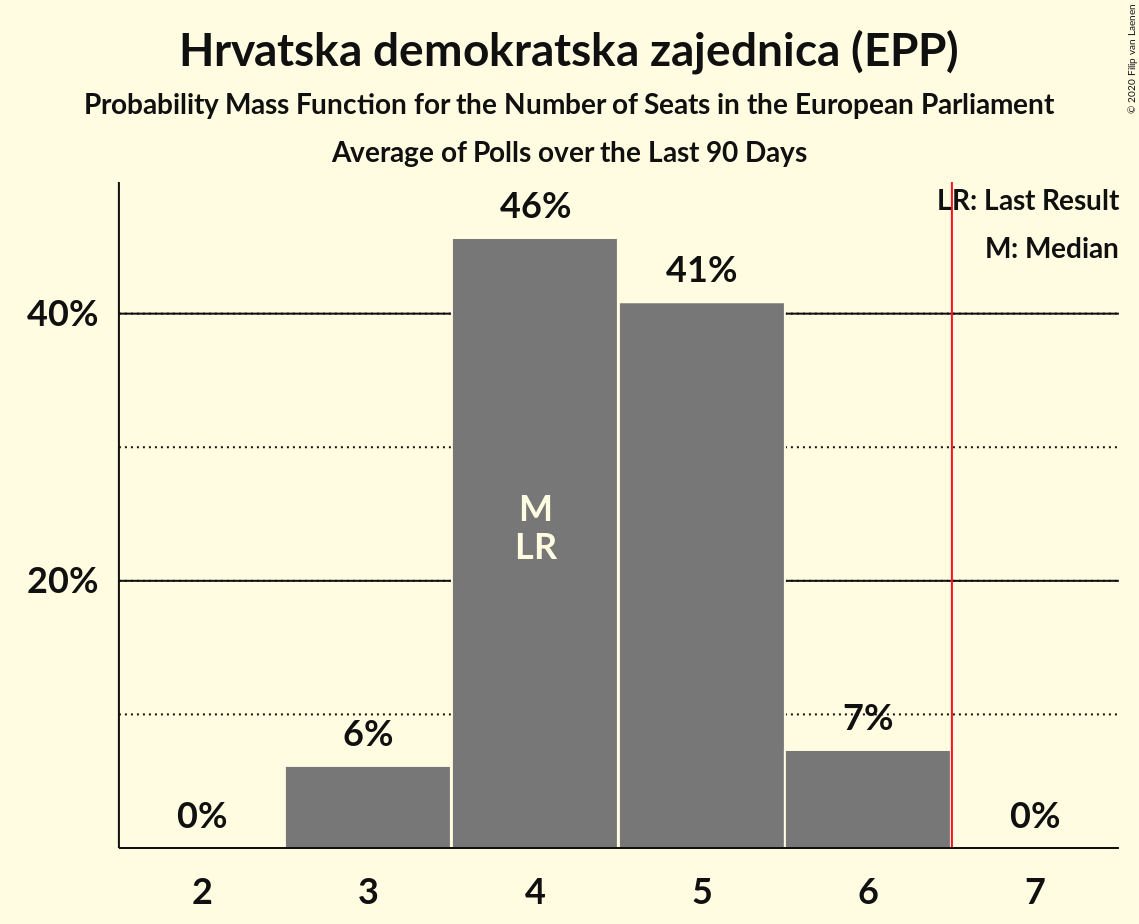 Hrvatska demokratska zajednica (EPP)
Probability Mass Function for the Number of Seats in the European Parliament
Average of Polls over the Last 90 Days
© 2020 Filip van Laenen
LR: Last Result
M: Median
46%
41%
40%
M
LR
20%
6%
7%
0%
0%
2 3 4 5 6 7